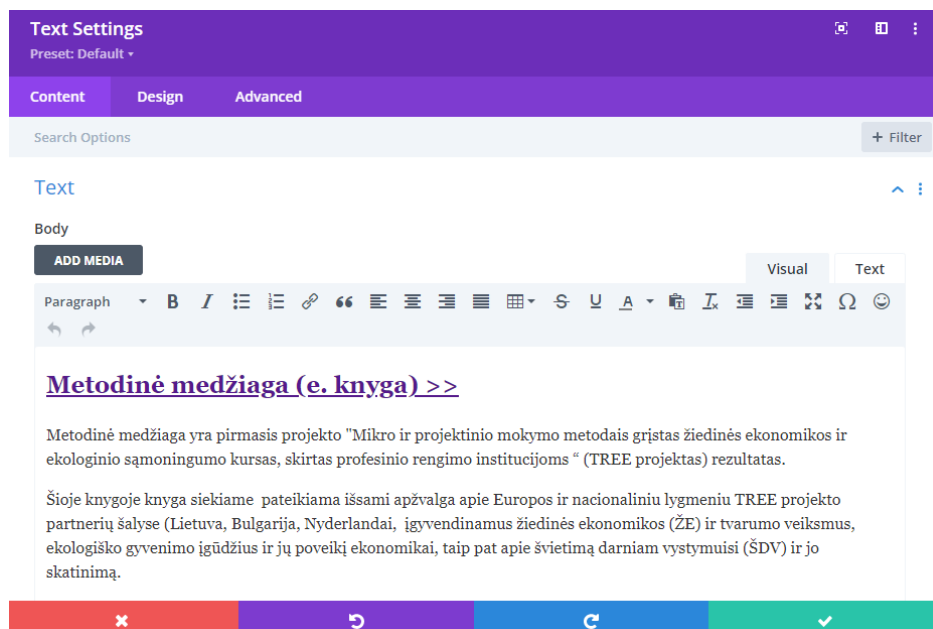 Text Settings
Preset: Default
Content Design Advanced
Search Options
+ Filter
Text
Body
ADD MEDIA
Visual Text
Paragraph
Metodinė medžiaga (e. knyga) >>
Metodinė medžiaga yra pirmasis projekto "Mikro ir projektinio mokymo metodais grįstas žiedinės ekonomikos ir
ekologinio sąmoningumo kursas, skirtas profesinio rengimo institucijoms “ (TREE projektas) rezultatas.
Šioje knygoje knyga siekiame  pateikiama išsami apžvalga apie Europos ir nacionaliniu lygmeniu TREE projekto
partnerių šalyse (Lietuva, Bulgarija, Nyderlandai,  įgyvendinamus žiedinės ekonomikos (ŽE) ir tvarumo veiksmus,
ekologiško gyvenimo įgūdžius ir jų poveikį ekonomikai, taip pat apie švietimą darniam vystymuisi (ŠDV) ir jo
skatinimą.